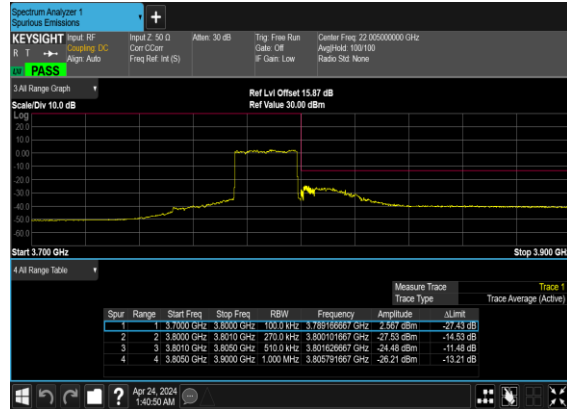 Spectrum Analyzer 1
Spurious Emissions
KEYSIGHT Input: RF Input Z: 50 Ω Atten: 30 dB Trig: Free Run Center Freq: 22.005000000 GHz
R T Coupling: DC Corr CCorr Gate: Off Avg|Hold: 100/100
Align: Auto Freq Ref: Int (S) IF Gain: Low Radio Std: None
PASS
3 All Range Graph
Ref Lvl Offset 15.87 dB
Scale/Div 10.0 dB Ref Value 30.00 dBm
Log
20.0
10.0
0.00
-10.0
-20.0
-30.0
-40.0
-50.0
-60.0
Start 3.700 GHz Stop 3.900 GH
4 All Range Table
Measure Trace Trace 1
Trace Type Trace Average (Active)
Spur Range Start Freq Stop Freq RBW Frequency Amplitude ΔLimit
1 1 3.7000 GHz 3.8000 GHz 100.0 kHz 3.789166667 GHz 2.567 dBm -27.43 dB
2 2 3.8000 GHz 3.8010 GHz 270.0 kHz 3.800101667 GHz -27.53 dBm -14.53 dB
3 3 3.8010 GHz 3.8050 GHz 510.0 kHz 3.801626667 GHz -24.48 dBm -11.48 dB
4 4 3.8050 GHz 3.9000 GHz 1.000 MHz 3.805791667 GHz -26.21 dBm -13.21 dB
Apr 24, 2024
1:40:50 AM